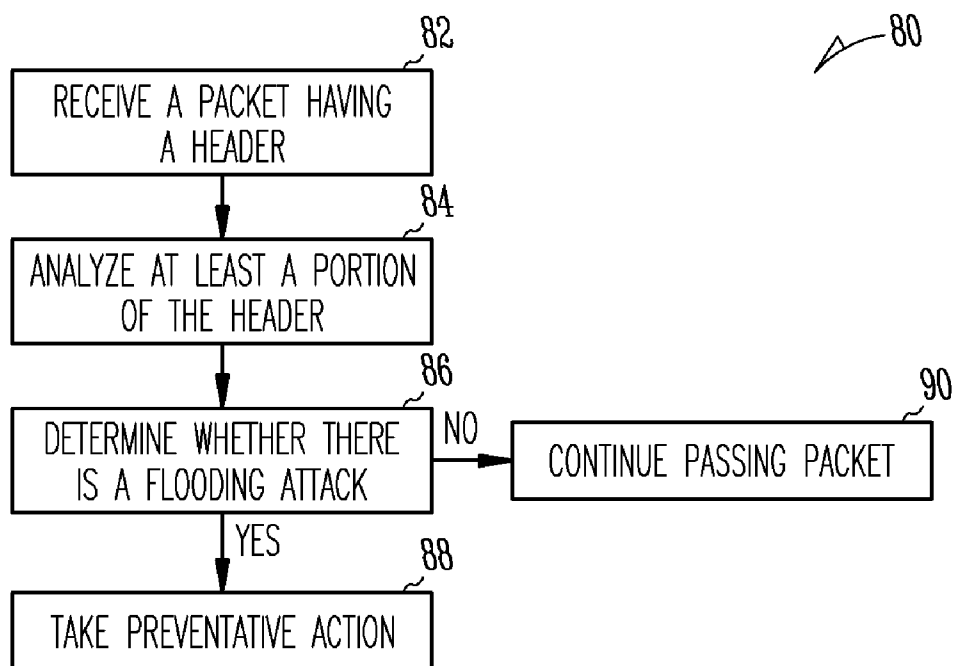 80
82
RECEIVE A PACKET HAVING
A HEADER
84
ANALYZE AT LEAST A PORTION
OF THE HEADER
86
DETERMINE WHETHER THERE
IS A FLOODING ATTACK
NO
90
CONTINUE PASSING PACKET
YES
88
TAKE PREVENTATIVE ACTION